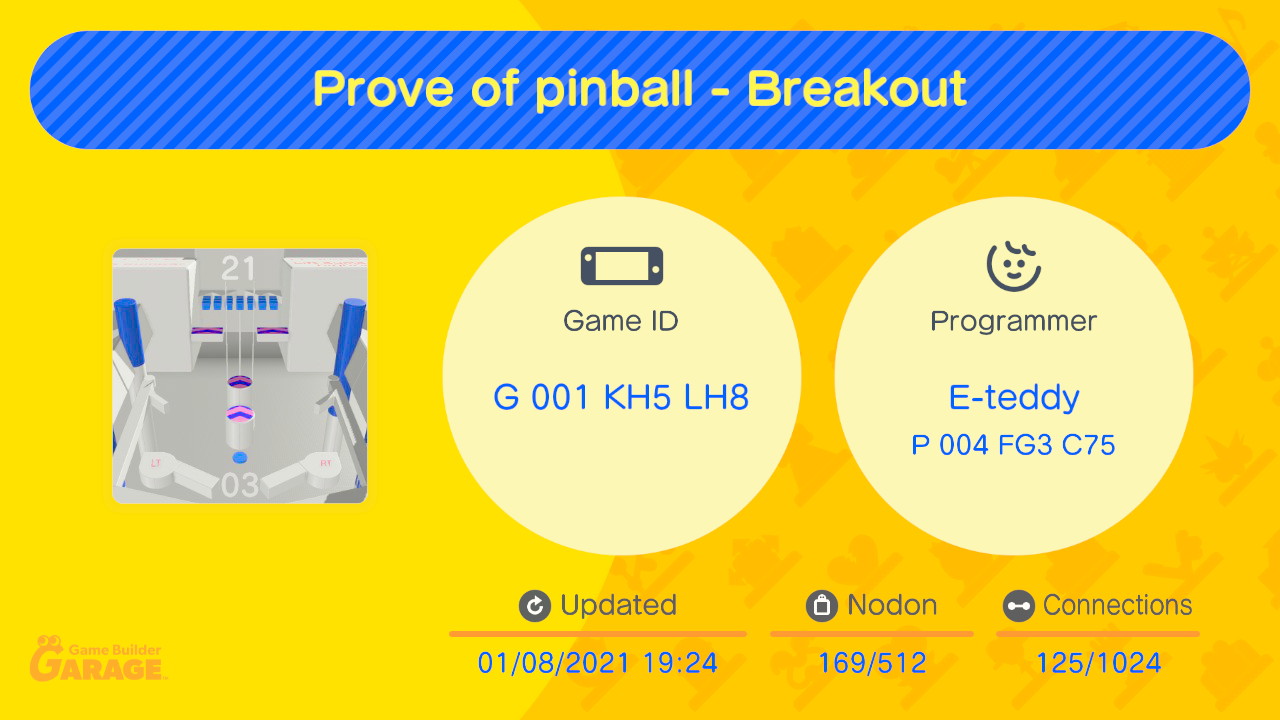 Prove of pinball - Breakout
21
LT
RT
03
Game ID
G 001 KH5 LH8
Programmer
E-teddy
P 004 FG3 C75
Updated
01/08/2021 19:24
Nodon
169/512
Connections
125/1024
Game Builder
GARAGE